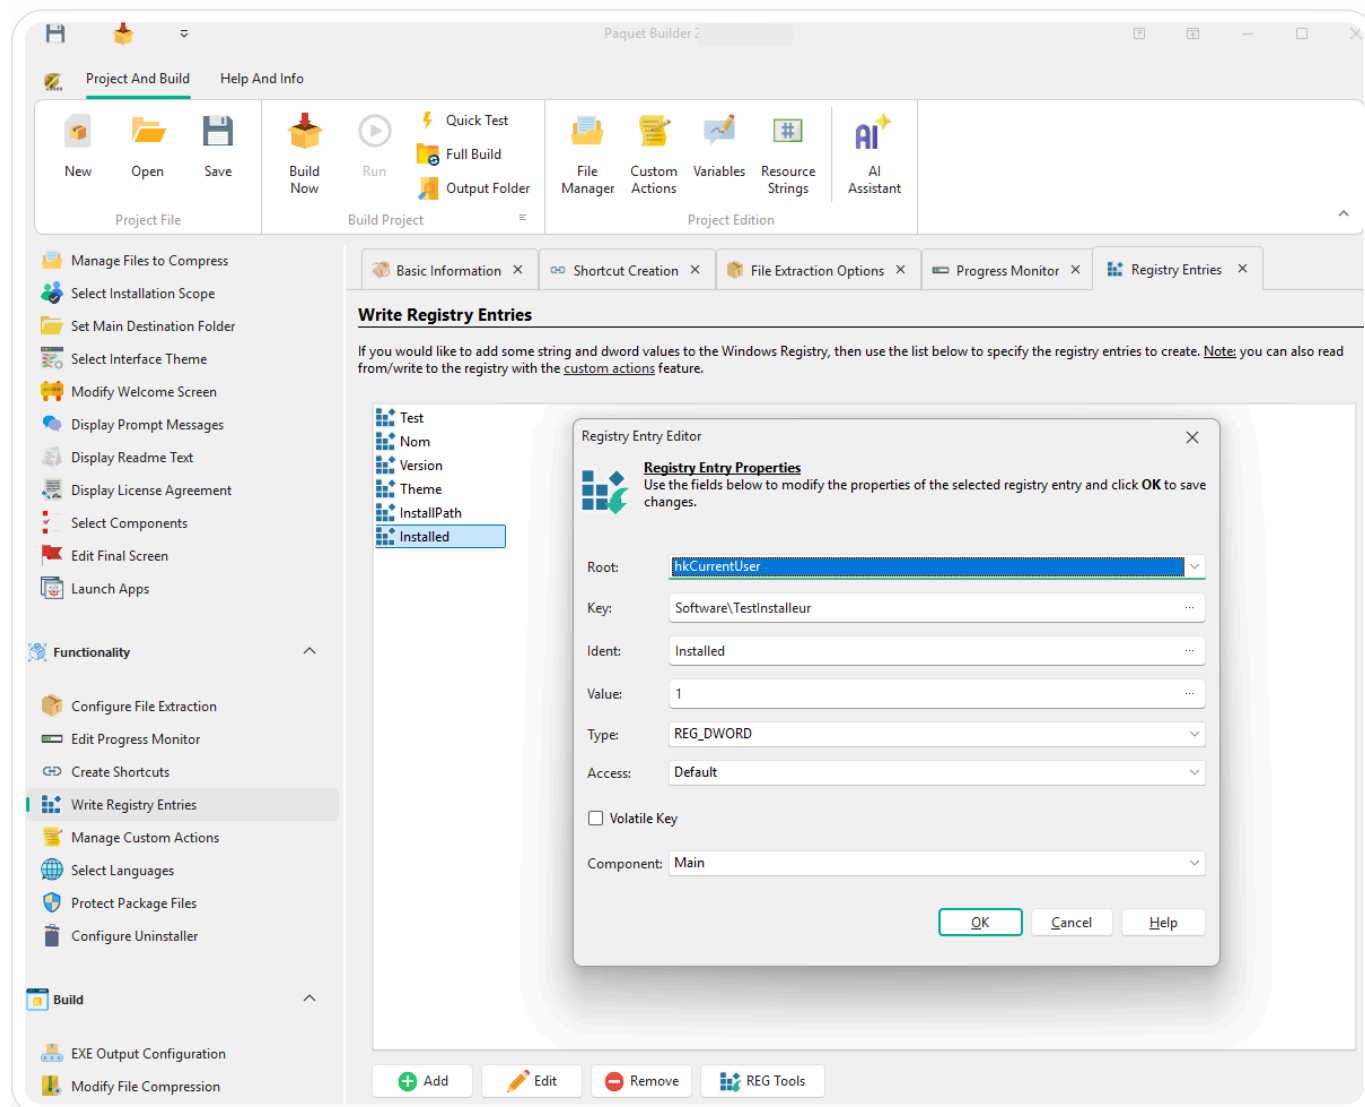 Paquet Builder 2
Project And Build
Help And Info
New
Open
Save
Build
Now
Run
Quick Test
Full Build
Output Folder
File
Manager
Custom
Actions
Variables
Resource
Strings
AI
AI
Assistant
Project File
Build Project
Project Edition
Manage Files to Compress
Select Installation Scope
Set Main Destination Folder
Select Interface Theme
Modify Welcome Screen
Display Prompt Messages
Display Readme Text
Display License Agreement
Select Components
Edit Final Screen
Launch Apps
Functionality
Configure File Extraction
Edit Progress Monitor
Create Shortcuts
Write Registry Entries
Manage Custom Actions
Select Languages
Protect Package Files
Configure Uninstaller
Build
EXE Output Configuration
Modify File Compression
Basic Information
Shortcut Creation
File Extraction Options
Progress Monitor
Registry Entries
Write Registry Entries
If you would like to add some string and dword values to the Windows Registry, then use the list below to specify the registry entries to create. Note: you can also read
from/write to the registry with the custom actions feature.
Test
Nom
Version
Theme
InstallPath
Installed
Registry Entry Editor
Registry Entry Properties
Use the fields below to modify the properties of the selected registry entry and click OK to save
changes.
Root: hkCurrentUser
Key: Software\TestInstalleur ...
Ident: Installed ...
Value: 1 ...
Type: REG_DWORD
Access: Default
Volatile Key
Component: Main
OK
Cancel
Help
Add
Edit
Remove
REG Tools